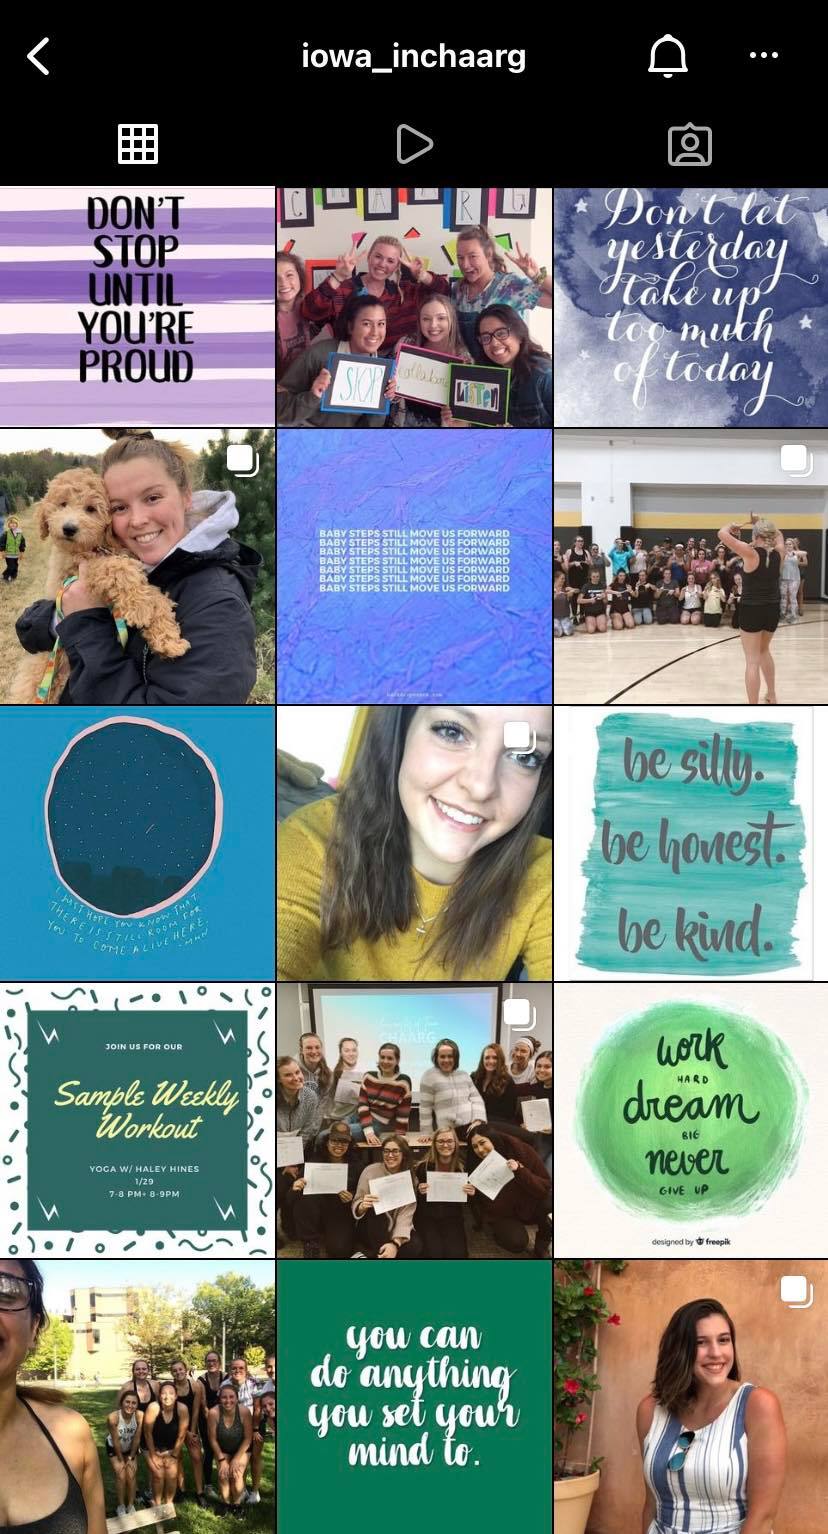 iowa_inchaarg
DON'T
STOP
UNTIL
YOU'RE
PROUD
C H A A R G
SKIP
Collaborate
LISTEN
Don't let
yesterday
take up
too much
of today
BABY STEPS STILL MOVE US FORWARD
BABY STEPS STILL MOVE US FORWARD
BABY STEPS STILL MOVE US FORWARD
BABY STEPS STILL MOVE US FORWARD
BABY STEPS STILL MOVE US FORWARD
BABY STEPS STILL MOVE US FORWARD
BABY STEPS STILL MOVE US FORWARD
I JUST HOPE YOU KNOW THAT
THERE IS STILL ROOM FOR
YOU TO COME ALIVE HERE.
be silly.
be honest.
be kind.
JOIN US FOR OUR
Sample Weekly
Workout
YOGA W/ HALEY HINES
1/29
7-8 PM+ 8-9PM
CHAARG
work
HARD
dream
BIG
never
GIVE UP
designed by freepik
you can
do anything
you set your
mind to.